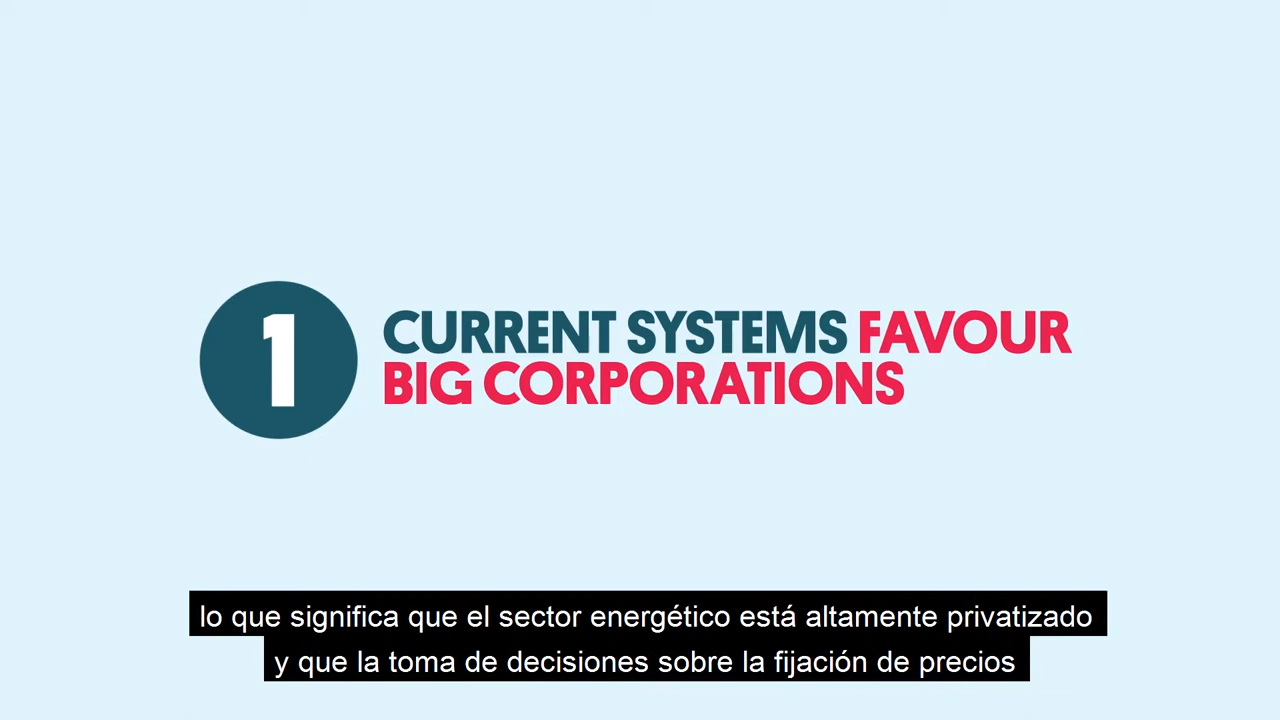 1
CURRENT SYSTEMS FAVOUR
BIG CORPORATIONS
lo que significa que el sector energético está altamente privatizado
y que la toma de decisiones sobre la fijación de precios